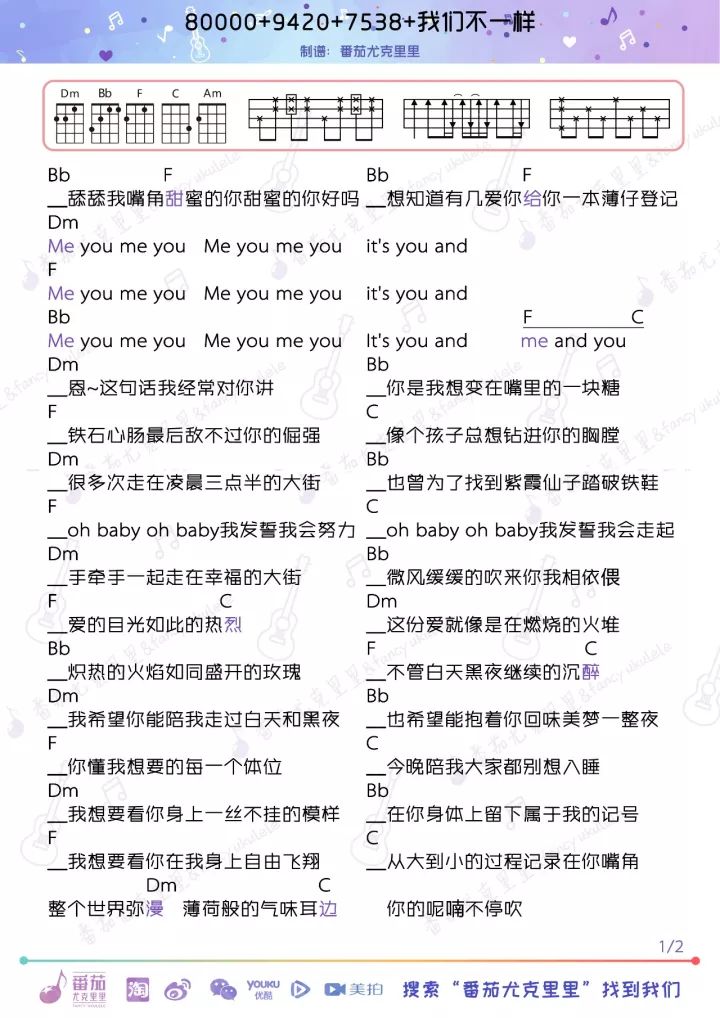 80000+9420+7538+我们不一样
制谱：番茄尤克里里
Dm Bb F C Am
Bb F Bb F
__舔舔我嘴角甜蜜的你甜蜜的你好吗 __想知道有几爱你给你一本薄仔登记
Dm
Me you me you Me you me you it's you and
F
Me you me you Me you me you it's you and
Bb F C
Me you me you Me you me you It's you and me and you
Dm Bb
__恩~这句话我经常对你讲 __你是我想变在嘴里的一块糖
F C
__铁石心肠最后敌不过你的倔强 __像个孩子总想钻进你的胸膛
Dm Bb
__很多次走在凌晨三点半的大街 __也曾为了找到紫霞仙子踏破铁鞋
F C
__oh baby oh baby我发誓我会努力 __oh baby oh baby我发誓我会走起
Dm Bb
__手牵手一起走在幸福的大街 __微风缓缓的吹来你我相依偎
F C Dm
__爱的目光如此的热烈 __这份爱就像是在燃烧的火堆
Bb F C
__炽热的火焰如同盛开的玫瑰 __不管白天黑夜继续的沉醉
Dm Bb
__我希望你能陪我走过白天和黑夜 __也希望能抱着你回味美梦一整夜
F C
__你懂我想要的每一个体位 __今晚陪我大家都别想入睡
Dm Bb
__我想要看你身上一丝不挂的模样 __在你身体上留下属于我的记号
F C
__我想要看你在我身上自由飞翔 __从大到小的过程记录在你嘴角
Dm C
整个世界弥漫 薄荷般的气味耳边 你的呢喃不停吹
1/2
番茄
尤克里里
FANCY UKULELE
淘
YOUKU
优酷
美拍
搜索“番茄尤克里里”找到我们
番茄尤克里里&fancy ukulele